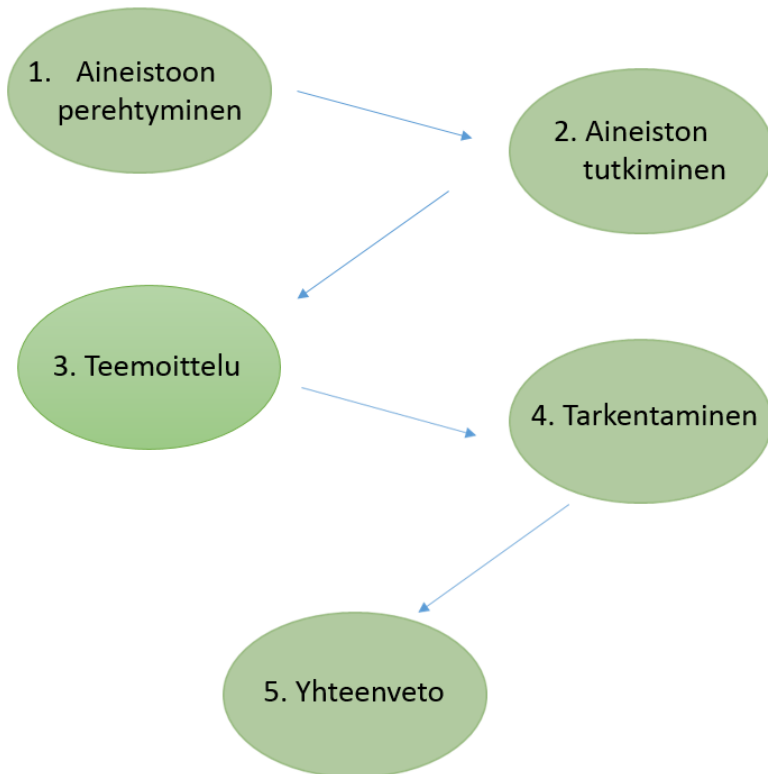 1. Aineistoon
perehtyminen
2. Aineiston
tutkiminen
3. Teemoittelu
4. Tarkentaminen
5. Yhteenveto